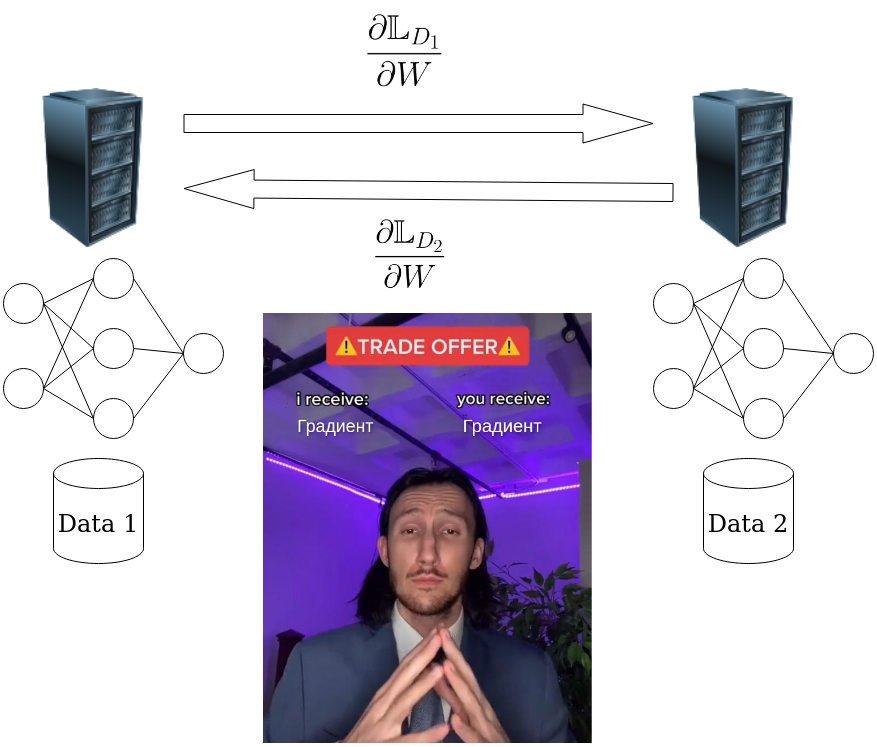 ∂𝕃_{D_1}
∂W
∂𝕃_{D_2}
∂W
⚠TRADE OFFER⚠
i receive: you receive:
Градиент Градиент
Data 1
Data 2